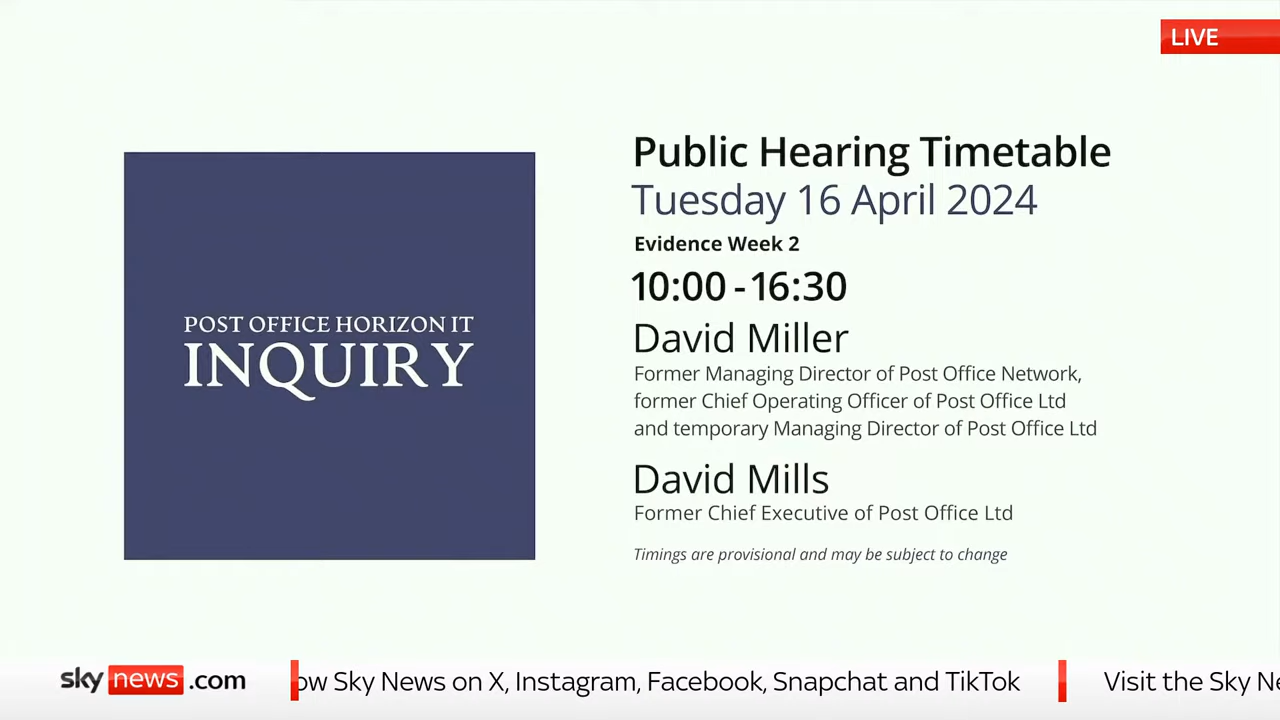 LIVE
POST OFFICE HORIZON IT
INQUIRY
Public Hearing Timetable
Tuesday 16 April 2024
Evidence Week 2
10:00 - 16:30
David Miller
Former Managing Director of Post Office Network,
former Chief Operating Officer of Post Office Ltd
and temporary Managing Director of Post Office Ltd
David Mills
Former Chief Executive of Post Office Ltd
Timings are provisional and may be subject to change
sky news .com
ow Sky News on X, Instagram, Facebook, Snapchat and TikTok
Visit the Sky Ne